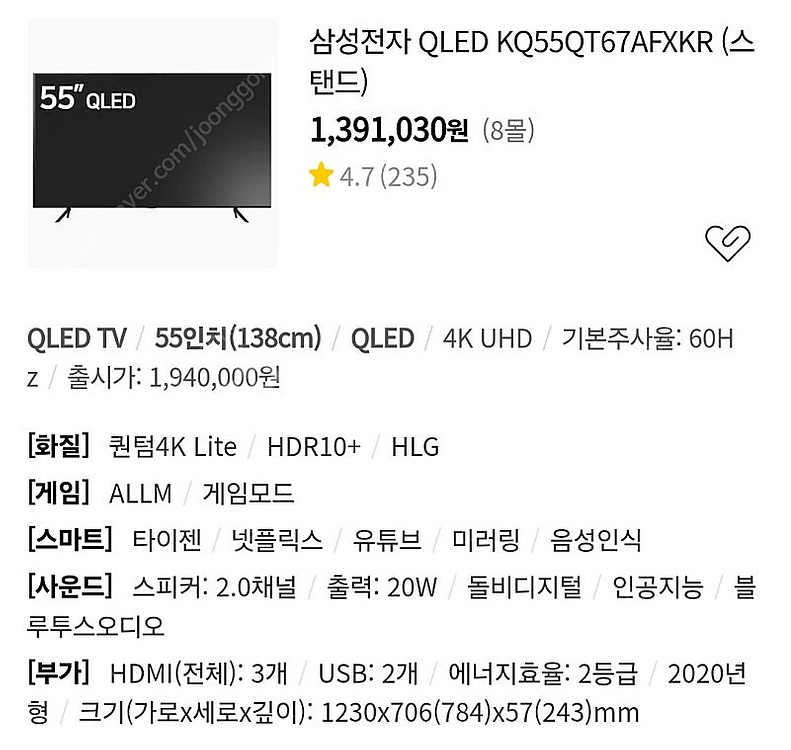 삼성전자 QLED KQ55QT67AFXKR (스
탠드)
55" QLED
1,391,030원 (8몰)
4.7 (235)
ver.com/joonggo
QLED TV / 55인치(138cm) / QLED / 4K UHD / 기본주사율: 60H
z / 출시가: 1,940,000원
[화질] 퀀텀4K Lite / HDR10+ / HLG
[게임] ALLM / 게임모드
[스마트] 타이젠 / 넷플릭스 / 유튜브 / 미러링 / 음성인식
[사운드] 스피커: 2.0채널 / 출력: 20W / 돌비디지털 / 인공지능 / 블
루투스오디오
[부가] HDMI(전체): 3개 / USB: 2개 / 에너지효율: 2등급 / 2020년
형 / 크기(가로x세로x깊이): 1230x706(784)x57(243)mm